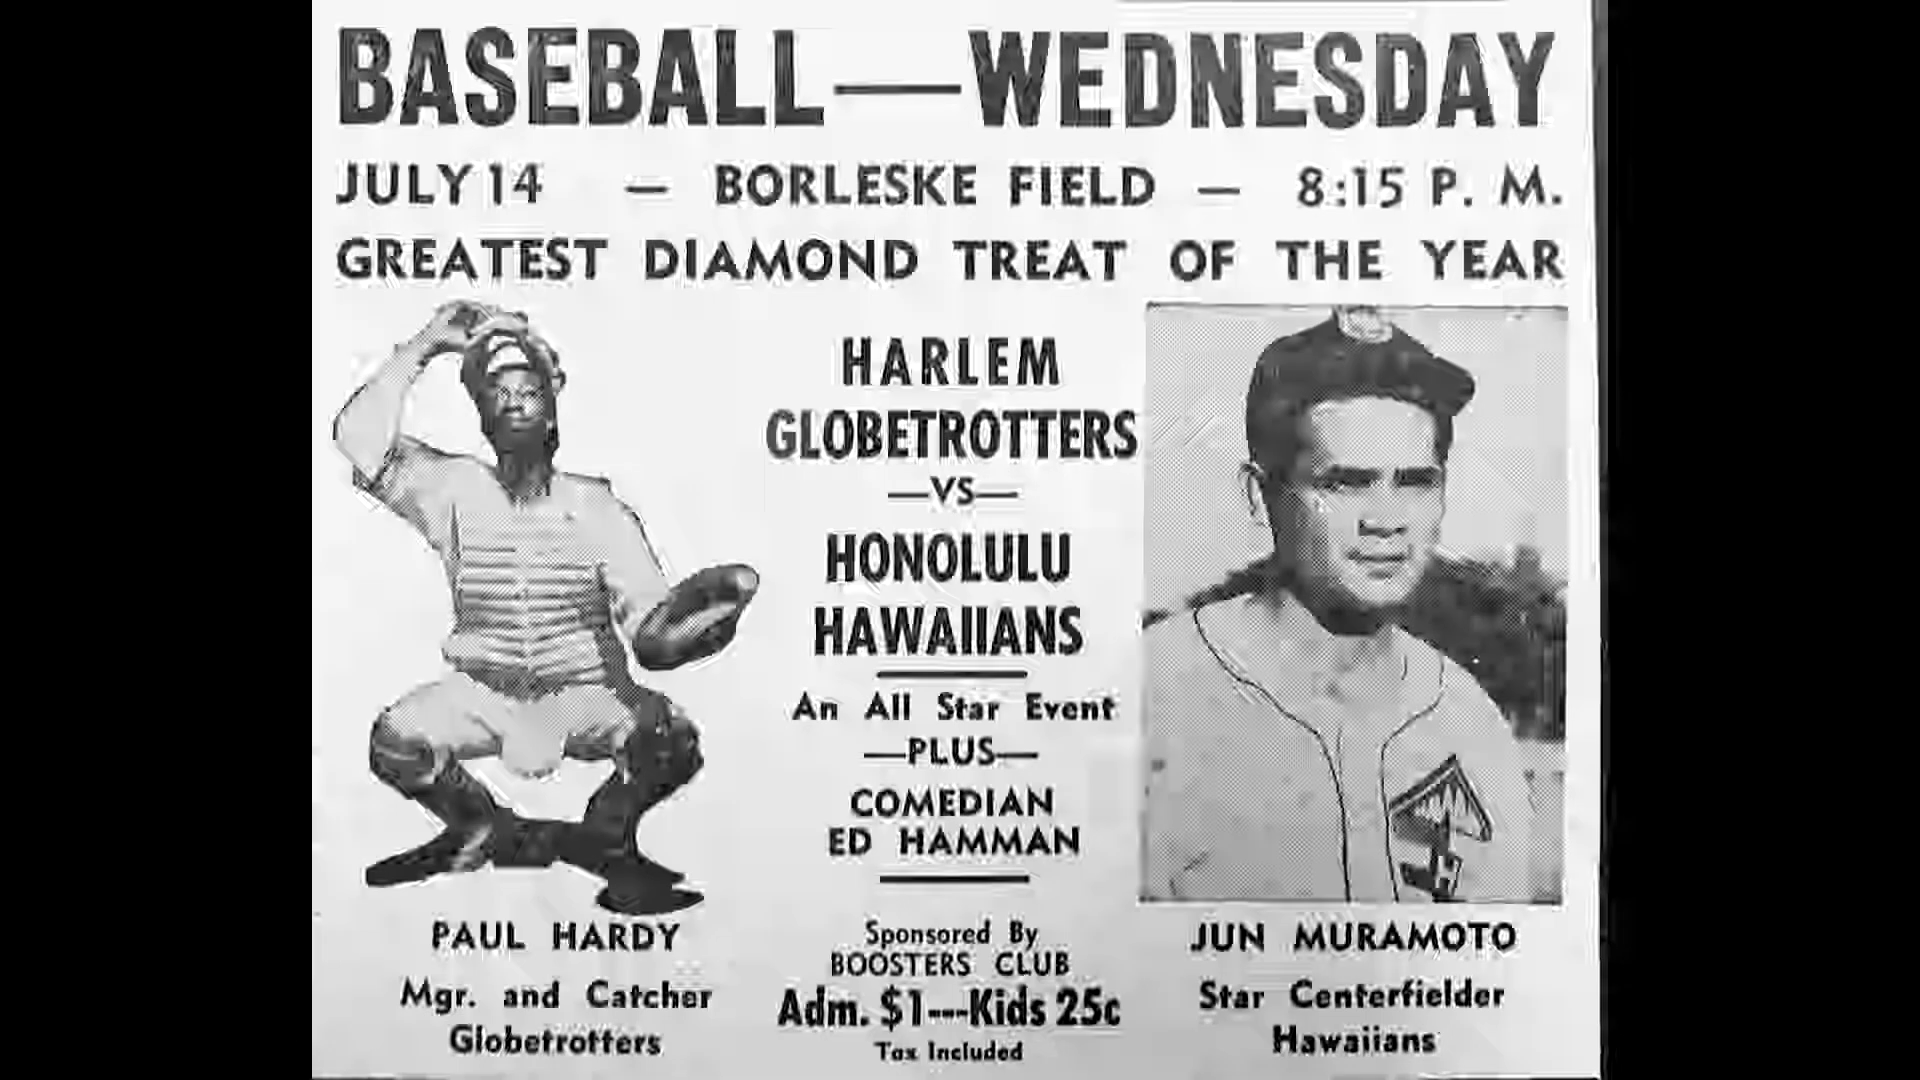 BASEBALL—WEDNESDAY
JULY 14 — BORLESKE FIELD — 8:15 P. M.
GREATEST DIAMOND TREAT OF THE YEAR
HARLEM
GLOBETROTTERS
—VS—
HONOLULU
HAWAIIANS
An All Star Event
—PLUS—
COMEDIAN
ED HAMMAN
PAUL HARDY
Mgr. and Catcher
Globetrotters
Sponsored By
BOOSTERS CLUB
Adm. $1---Kids 25c
Tax Included
JUN MURAMOTO
Star Centerfielder
Hawaiians
H